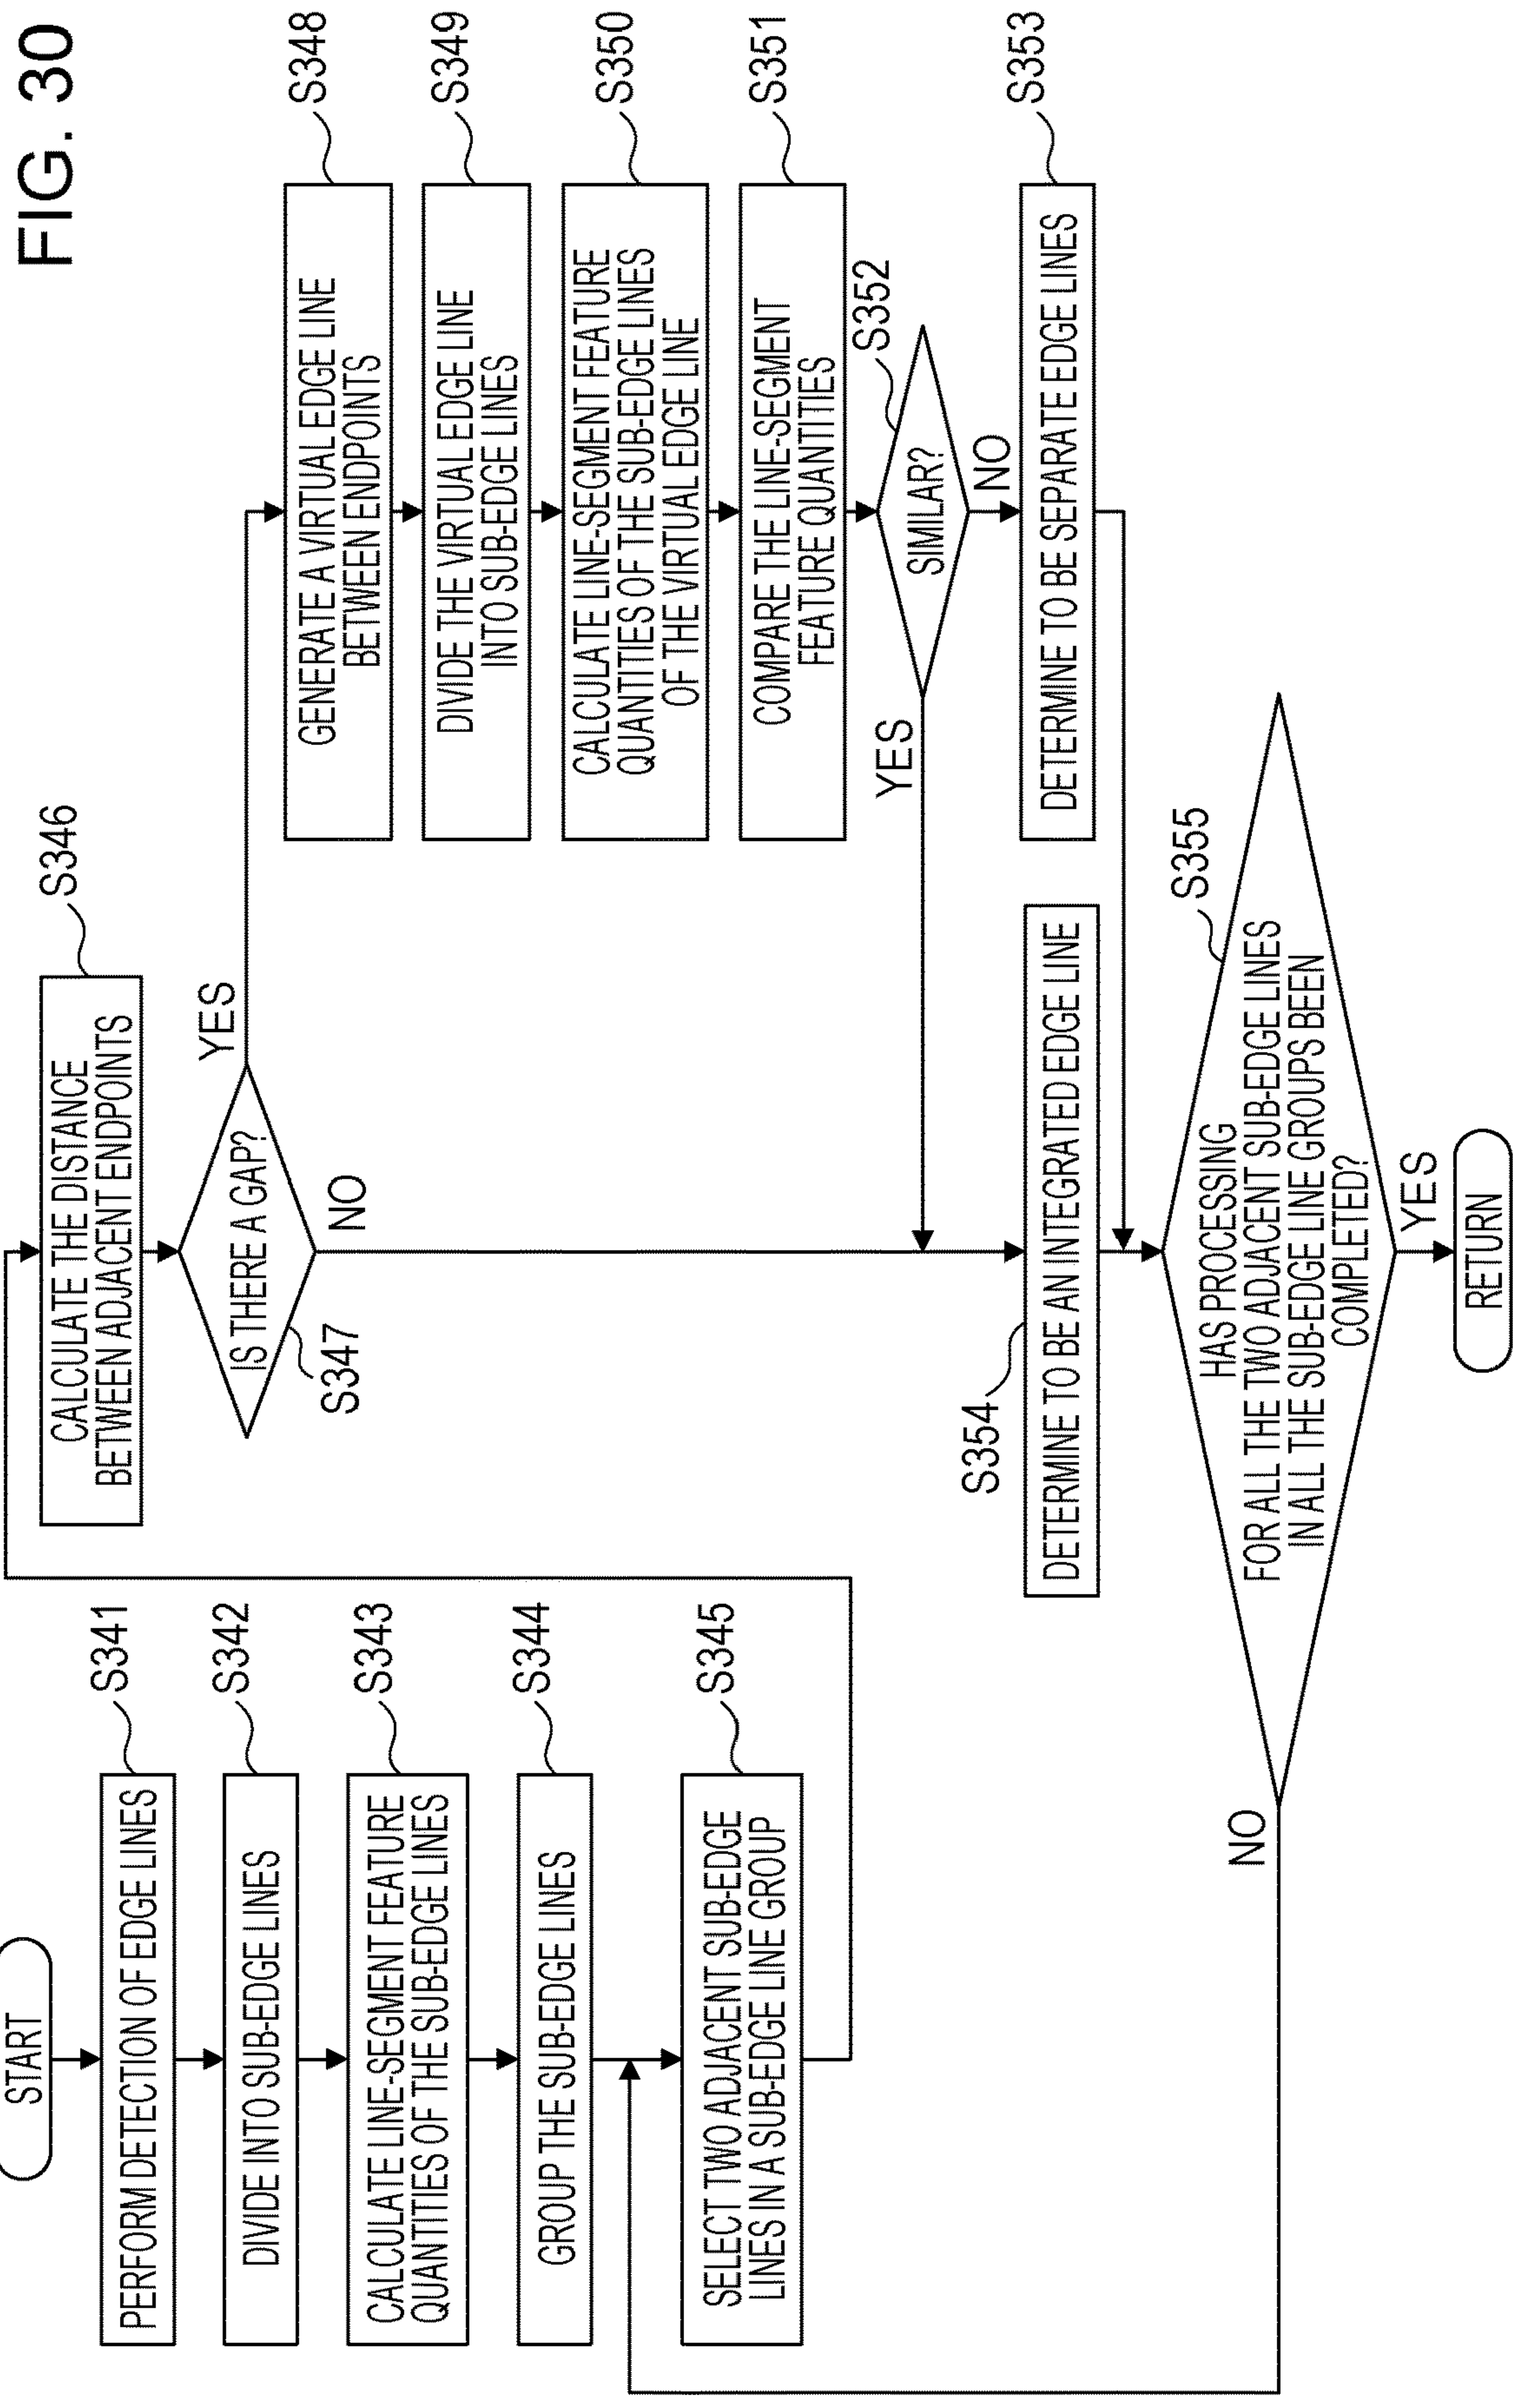 FIG. 30
START
PERFORM DETECTION OF EDGE LINES
S341
DIVIDE INTO SUB-EDGE LINES
S342
CALCULATE LINE-SEGMENT FEATURE
QUANTITIES OF THE SUB-EDGE LINES
S343
GROUP THE SUB-EDGE LINES
S344
SELECT TWO ADJACENT SUB-EDGE
LINES IN A SUB-EDGE LINE GROUP
S345
CALCULATE THE DISTANCE
BETWEEN ADJACENT ENDPOINTS
S346
IS THERE A GAP?
S347
YES
NO
GENERATE A VIRTUAL EDGE LINE
BETWEEN ENDPOINTS
S348
DIVIDE THE VIRTUAL EDGE LINE
INTO SUB-EDGE LINES
S349
CALCULATE LINE-SEGMENT FEATURE
QUANTITIES OF THE SUB-EDGE LINES
OF THE VIRTUAL EDGE LINE
S350
COMPARE THE LINE-SEGMENT
FEATURE QUANTITIES
S351
SIMILAR?
S352
YES
NO
DETERMINE TO BE SEPARATE EDGE LINES
S353
S354
DETERMINE TO BE AN INTEGRATED EDGE LINE
S355
HAS PROCESSING
FOR ALL THE TWO ADJACENT SUB-EDGE LINES
IN ALL THE SUB-EDGE LINE GROUPS BEEN
COMPLETED?
NO
YES
RETURN